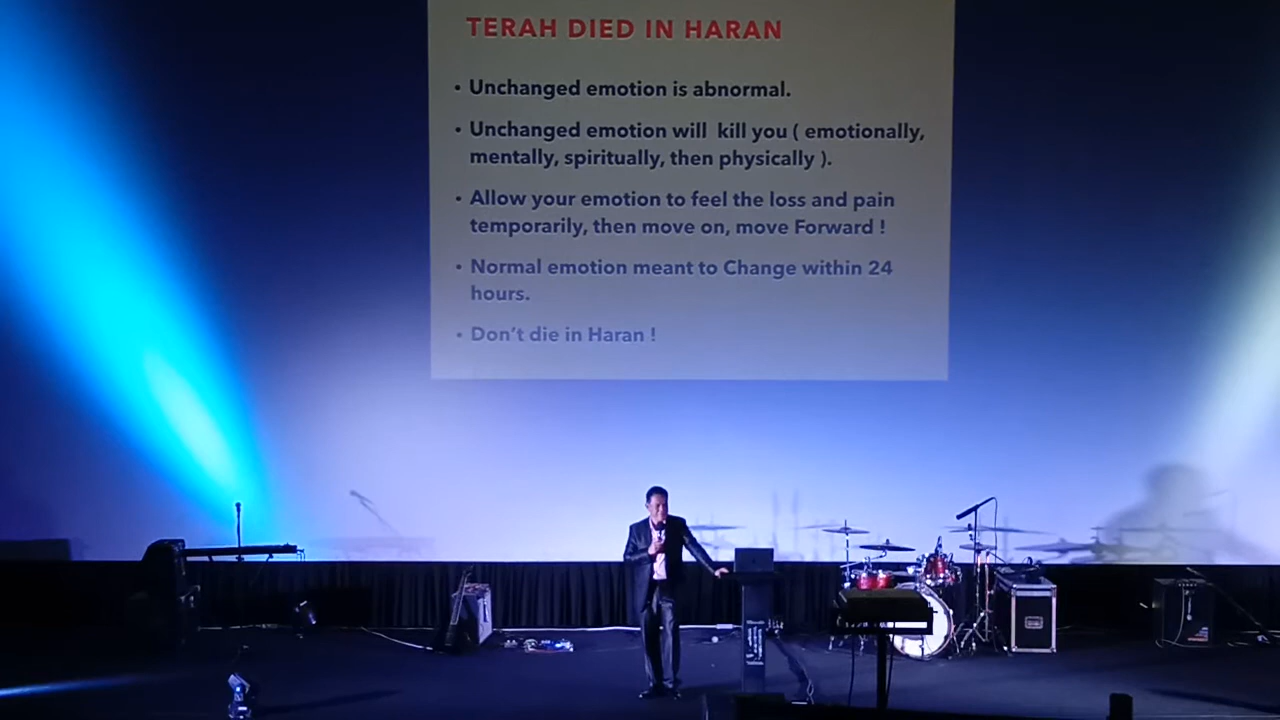 TERAH DIED IN HARAN
• Unchanged emotion is abnormal.
• Unchanged emotion will kill you ( emotionally,
mentally, spiritually, then physically ).
• Allow your emotion to feel the loss and pain
temporarily, then move on, move Forward !
• Normal emotion meant to Change within 24
hours.
• Don't die in Haran !